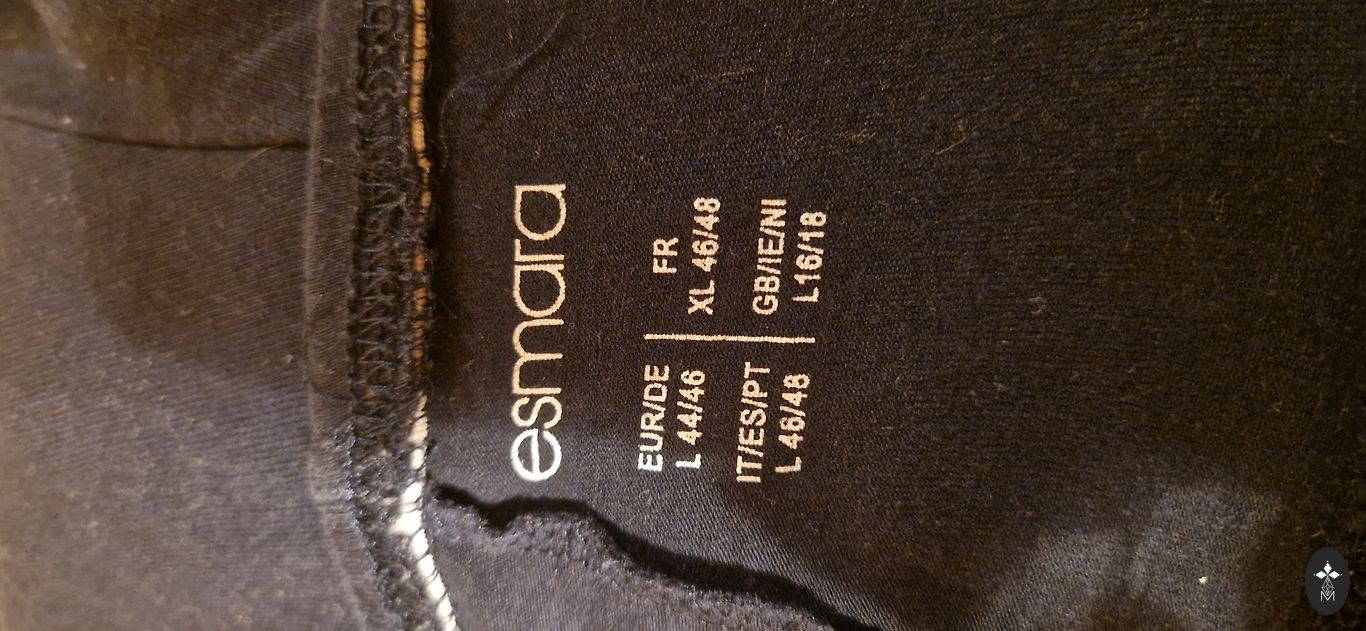 esmara
EUR/DE
L 44/46
FR
XL 46/48
IT/ES/PT
L 46/48
GB/IE/NI
L16/18
M